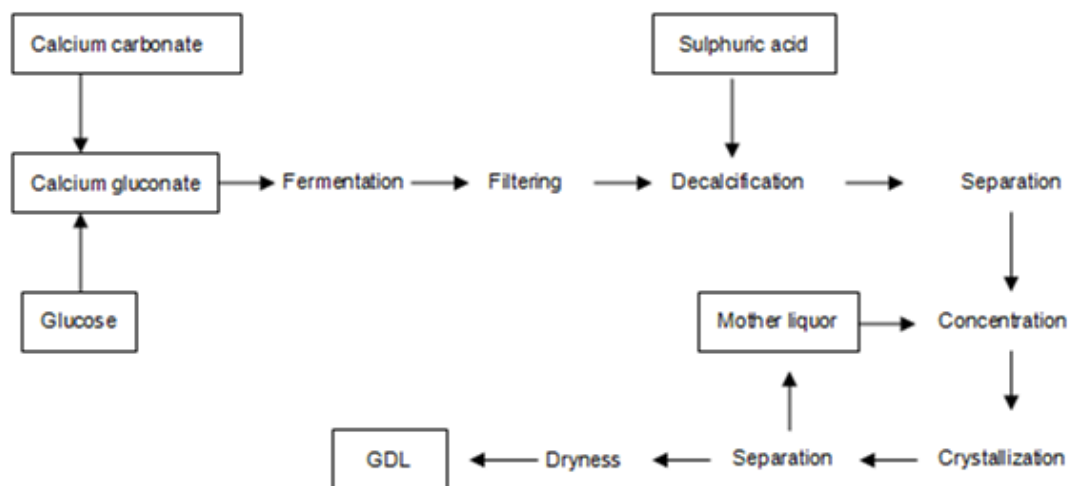 Calcium carbonate
Sulphuric acid
Calcium gluconate
Fermentation
Filtering
Decalcification
Separation
Glucose
Mother liquor
Concentration
GDL
Dryness
Separation
Crystallization